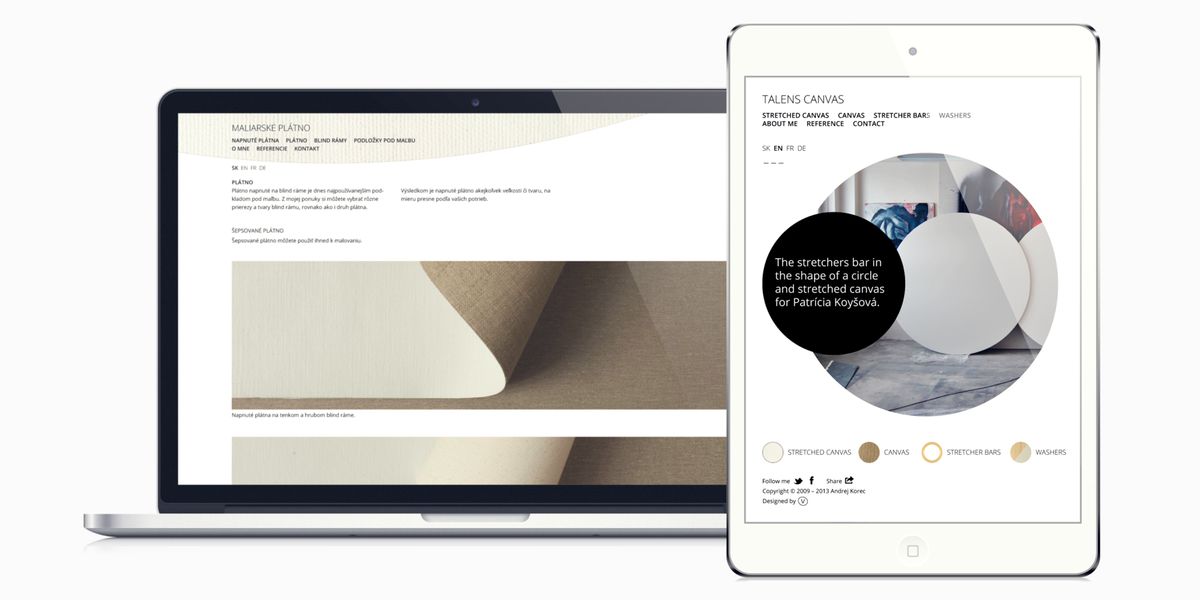 MALIARSKE PLÁTNO
NAPNUTÉ PLÁTNA PLÁTNO BLIND RÁMY PODLOŽKY POD MAĽBU
O MNE REFERENCIE KONTAKT
SK EN FR DE
PLÁTNO
Plátno napnuté na blind ráme je dnes najpoužívanejším pod-
kladom pod maľbu. Z mojej ponuky si môžete vybrať rôzne
prierezy a tvary blind rámu, rovnako ako i druh plátna.
Výsledkom je napnuté plátno akejkoľvek veľkosti či tvaru, na
mieru presne podľa vašich potrieb.
ŠEPSOVANÉ PLÁTNO
Šepsované plátno môžete použiť ihneď k maľovaniu.
Napnuté plátna na tenkom a hrubom blind ráme.
TALENS CANVAS
STRETCHED CANVAS CANVAS STRETCHER BARS WASHERS
ABOUT ME REFERENCE CONTACT
SK EN FR DE
The stretchers bar in
the shape of a circle
and stretched canvas
for Patrícia Koyšová.
STRETCHED CANVAS CANVAS STRETCHER BARS WASHERS
Follow me Share
Copyright © 2009 – 2013 Andrej Korec
Designed by V